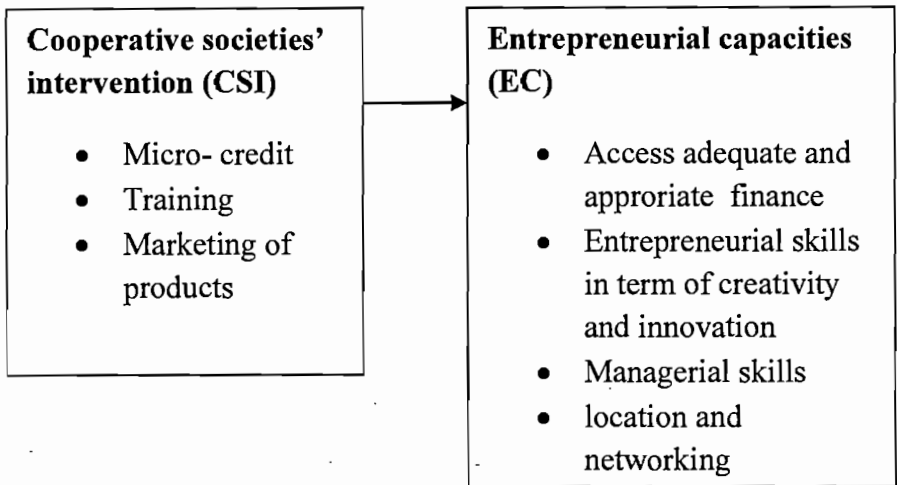 Cooperative societies’
intervention (CSI)
• Micro- credit
• Training
• Marketing of
products
Entrepreneurial capacities
(EC)
• Access adequate and
approriate finance
• Entrepreneurial skills
in term of creativity
and innovation
• Managerial skills
• location and
networking